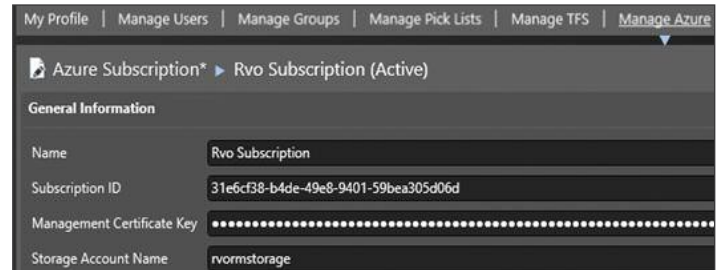 My Profile | Manage Users | Manage Groups | Manage Pick Lists | Manage TFS | Manage Azure
Azure Subscription* ▶ Rvo Subscription (Active)
General Information
Name Rvo Subscription
Subscription ID 31e6cf38-b4de-49e8-9401-59bea305d06d
Management Certificate Key ••••••••••••••••••••••••••••••••••••••••••••••••••••••••••••••
Storage Account Name rvormstorage